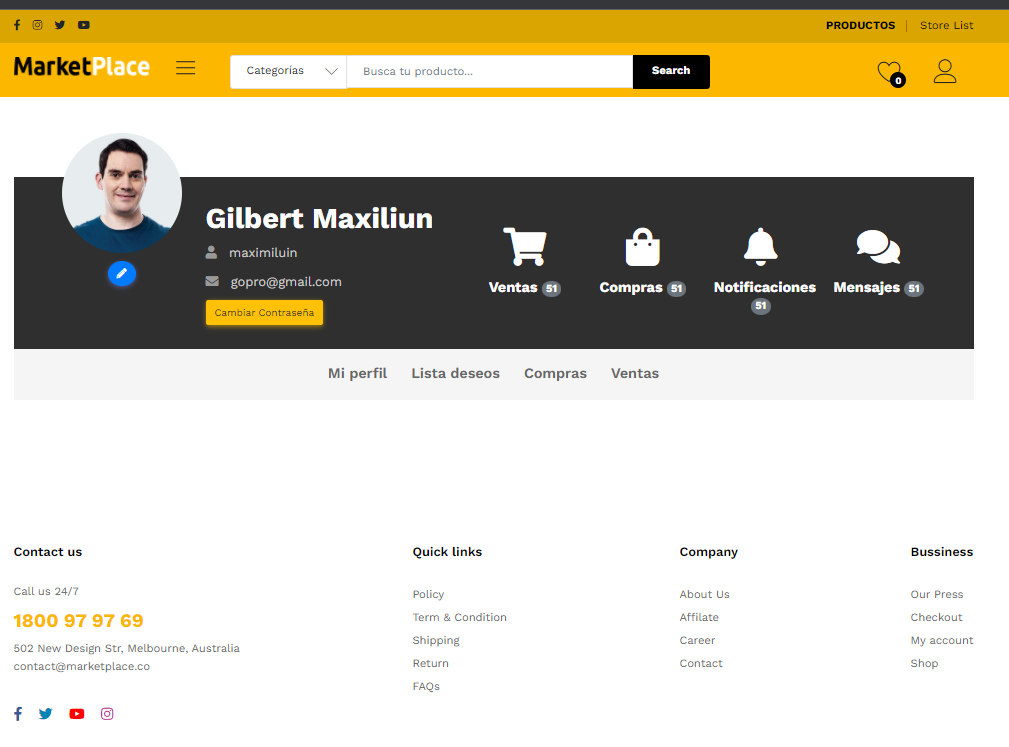 PRODUCTOS | Store List
MarketPlace
Categorías
Busca tu producto...
Search
0
Gilbert Maxiliun
maximiluin
gopro@gmail.com
Cambiar Contraseña
Ventas 51
Compras 51
Notificaciones 51
Mensajes 51
Mi perfil Lista deseos Compras Ventas
Contact us
Call us 24/7
1800 97 97 69
502 New Design Str, Melbourne, Australia
contact@marketplace.co
Quick links
Policy
Term & Condition
Shipping
Return
FAQs
Company
About Us
Affilate
Career
Contact
Bussiness
Our Press
Checkout
My account
Shop